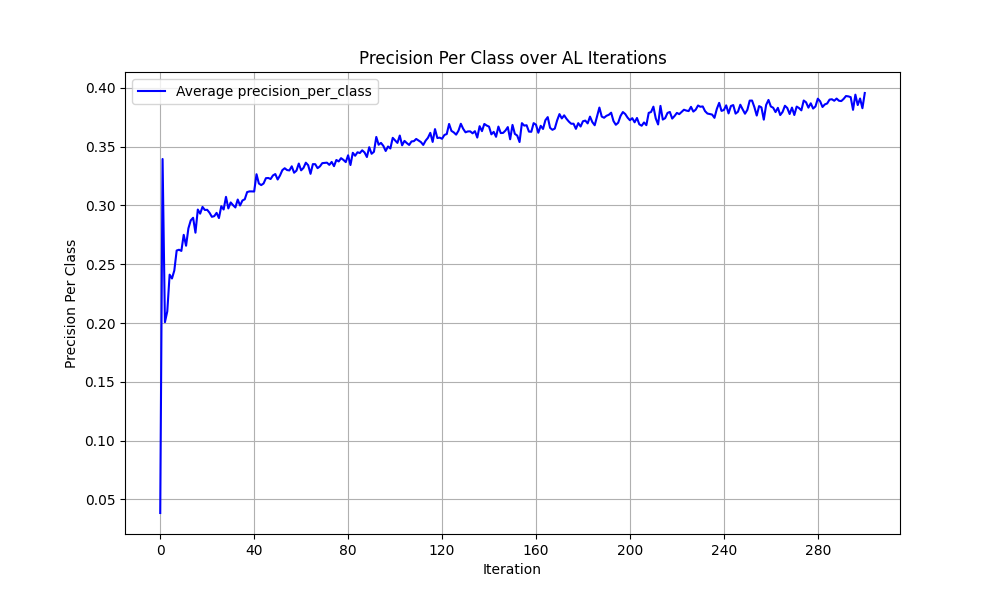 Precision Per Class over AL Iterations
Average precision_per_class
Precision Per Class
0.40
0.35
0.30
0.25
0.20
0.15
0.10
0.05
0 40 80 120 160 200 240 280
Iteration